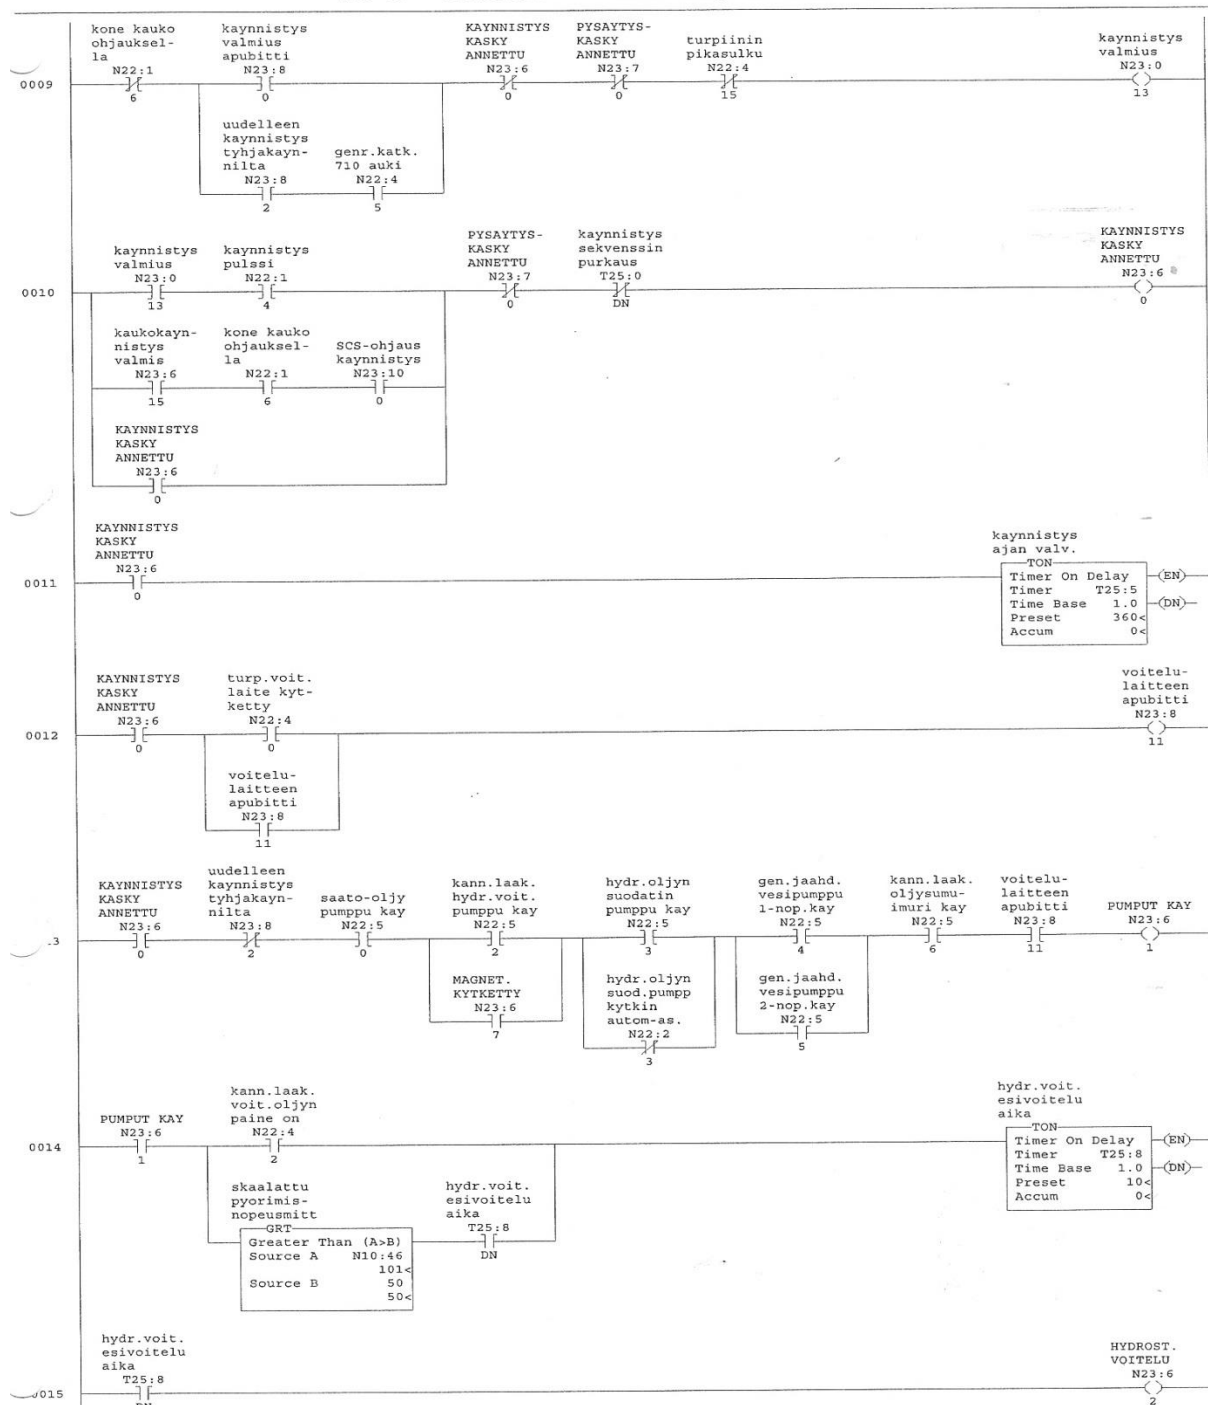 kone kauko
ohjauksel-
la
N22:1
6
kaynnistys
valmius
apubitti
N23:8
0
KAYNNISTYS
KASKY
ANNETTU
N23:6
0
PYSAYTYS-
KASKY
ANNETTU
N23:7
0
turpiinin
pikasulku
N22:4
15
kaynnistys
valmius
N23:0
13
0009
uudelleen
kaynnistys
tyhjakayn-
nilta
N23:8
2
genr.katk.
710 auki
N22:4
5
0010
kaynnistys
valmius
N23:0
13
kaynnistys
pulssi
N22:1
4
PYSAYTYS-
KASKY
ANNETTU
N23:7
0
kaynnistys
sekvenssin
purkaus
T25:0
DN
KAYNNISTYS
KASKY
ANNETTU
N23:6
0
kaukokayn-
nistys
valmis
N23:6
15
kone kauko
ohjauksel-
la
N22:1
6
SCS-ohjaus
kaynnistys
N23:10
0
KAYNNISTYS
KASKY
ANNETTU
N23:6
0
0011
KAYNNISTYS
KASKY
ANNETTU
N23:6
0
kaynnistys
ajan valv.
TON
Timer On Delay
Timer T25:5
Time Base 1.0
Preset 360<
Accum 0<
(EN)
(DN)
0012
KAYNNISTYS
KASKY
ANNETTU
N23:6
0
turp.voit.
laite kyt-
ketty
N22:4
0
voitelu-
laitteen
apubitti
N23:8
11
voitelu-
laitteen
apubitti
N23:8
11
.3
KAYNNISTYS
KASKY
ANNETTU
N23:6
0
uudelleen
kaynnistys
tyhjakayn-
nilta
N23:8
2
saato-oljy
pumppu kay
N22:5
0
kann.laak.
hydr.voit.
pumppu kay
N22:5
2
hydr.oljyn
suodatin
pumppu kay
N22:5
3
gen.jaahd.
vesipumppu
1-nop.kay
N22:5
4
kann.laak.
oljysumu-
imuri kay
N22:5
6
voitelu-
laitteen
apubitti
N23:8
11
PUMPUT KAY
N23:6
1
MAGNET.
KYTKETTY
N23:6
7
hydr.oljyn
suod.pumpp
kytkin
autom-as.
N22:2
3
gen.jaahd.
vesipumppu
2-nop.kay
N22:5
5
0014
PUMPUT KAY
N23:6
1
kann.laak.
voit.oljyn
paine on
N22:4
2
hydr.voit.
esivoitelu
aika
TON
Timer On Delay
Timer T25:8
Time Base 1.0
Preset 10<
Accum 0<
(EN)
(DN)
skaalattu
pyorimis-
nopeusmitt
GRT
Greater Than (A>B)
Source A N10:46
101<
Source B 50
50<
hydr.voit.
esivoitelu
aika
T25:8
DN
0015
hydr.voit.
esivoitelu
aika
T25:8
DN
HYDROST.
VOITELU
N23:6
2